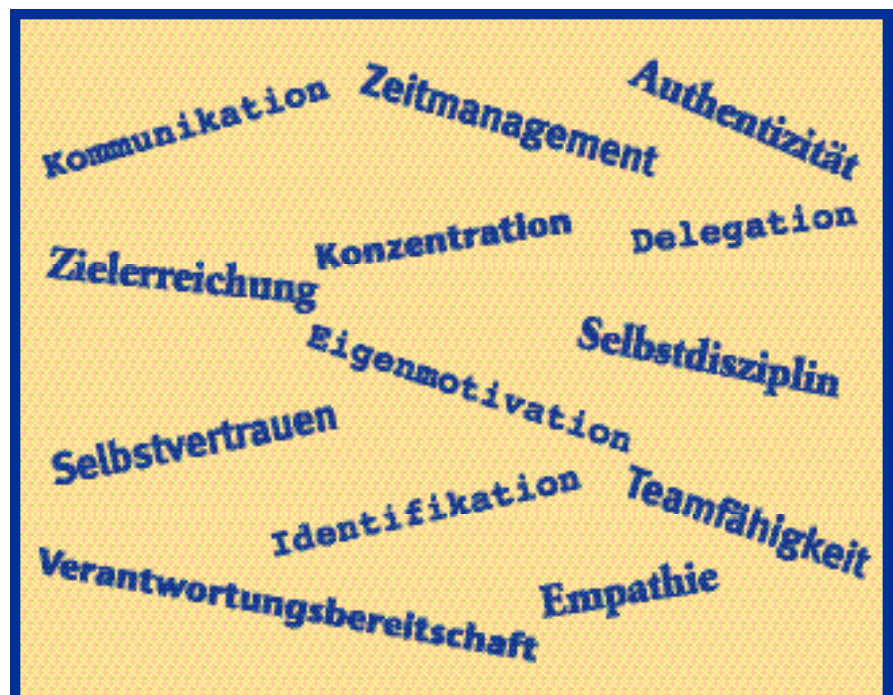 Kommunikation
Zeitmanagement
Authentizität
Zielerreichung
Konzentration
Delegation
Eigenmotivation
Selbstdisziplin
Selbstvertrauen
Identifikation
Teamfähigkeit
Verantwortungsbereitschaft
Empathie